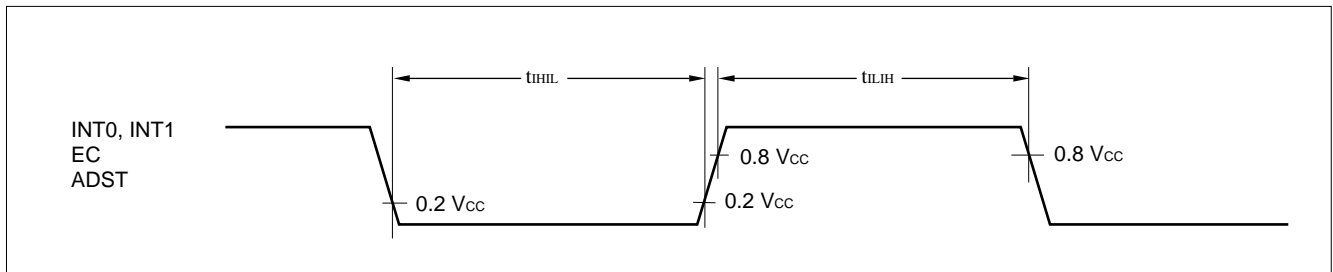 tIHIL
tILIH
INT0, INT1
EC
ADST
0.8 VCC
0.8 VCC
0.2 VCC
0.2 VCC